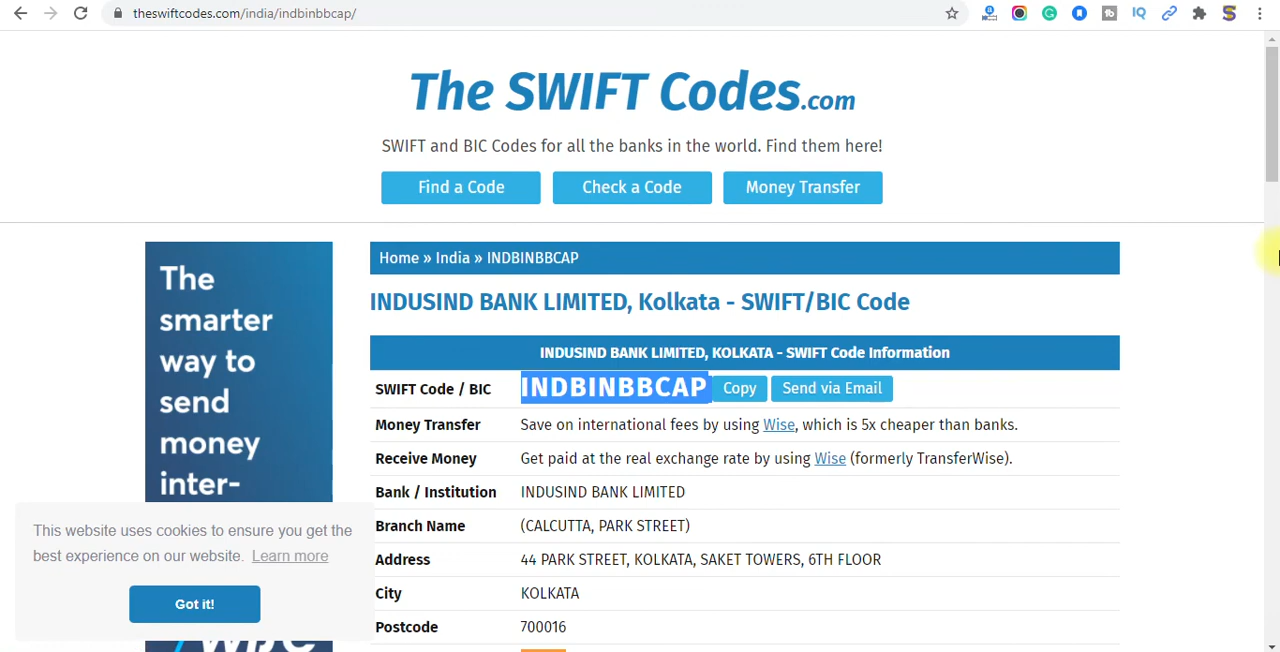 theswiftcodes.com/india/indbinbbcap/
The SWIFT Codes.com
SWIFT and BIC Codes for all the banks in the world. Find them here!
Find a Code Check a Code Money Transfer
The
smarter
way to
send
money
inter-
Home » India » INDBINBBCAP
INDUSIND BANK LIMITED, Kolkata - SWIFT/BIC Code
INDUSIND BANK LIMITED, KOLKATA - SWIFT Code Information
SWIFT Code / BIC INDBINBBCAP Copy Send via Email
Money Transfer Save on international fees by using Wise, which is 5x cheaper than banks.
Receive Money Get paid at the real exchange rate by using Wise (formerly TransferWise).
Bank / Institution INDUSIND BANK LIMITED
Branch Name (CALCUTTA, PARK STREET)
Address 44 PARK STREET, KOLKATA, SAKET TOWERS, 6TH FLOOR
City KOLKATA
Postcode 700016
This website uses cookies to ensure you get the
best experience on our website. Learn more
Got it!